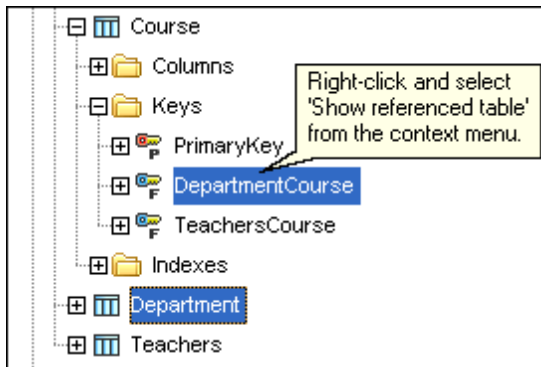 Course
Columns
Right-click and select
'Show referenced table'
from the context menu.
Keys
P PrimaryKey
F DepartmentCourse
F TeachersCourse
Indexes
Department
Teachers